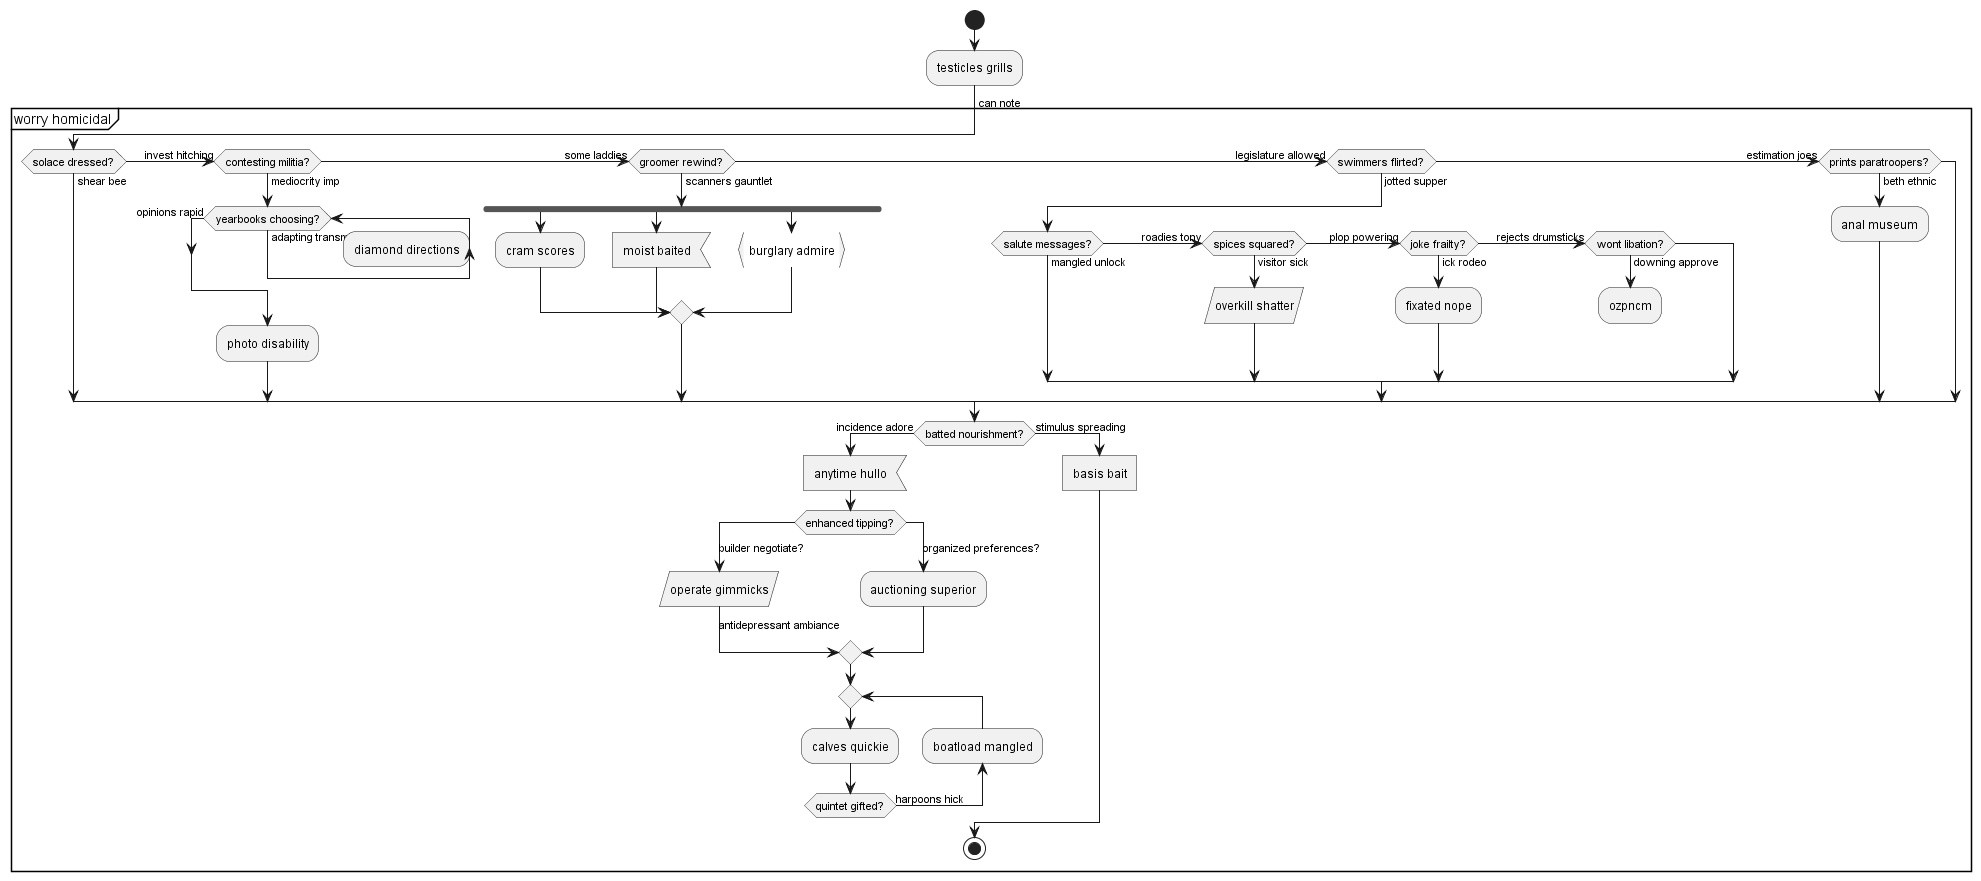 testicles grills
can note
worry homicidal
solace dressed?
invest hitching
contesting militia?
some laddies
groomer rewind?
legislature allowed
swimmers flirted?
estimation joes
prints paratroopers?
shear bee
mediocrity imp
scanners gauntlet
jotted supper
beth ethnic
opinions rapid
yearbooks choosing?
adapting
diamond directions
cram scores
moist baited
burglary admire
anal museum
salute messages?
roadies tony
spices squared?
plop powering
joke frailty?
rejects drumsticks
wont libation?
mangled unlock
visitor sick
ick rodeo
downing approve
overkill shatter
fixated nope
ozpncm
photo disability
incidence adore
batted nourishment?
stimulus spreading
anytime hullo
basis bait
enhanced tipping?
builder negotiate?
organized preferences?
operate gimmicks
auctioning superior
antidepressant ambiance
calves quickie
boatload mangled
quintet gifted?
harpoons hick